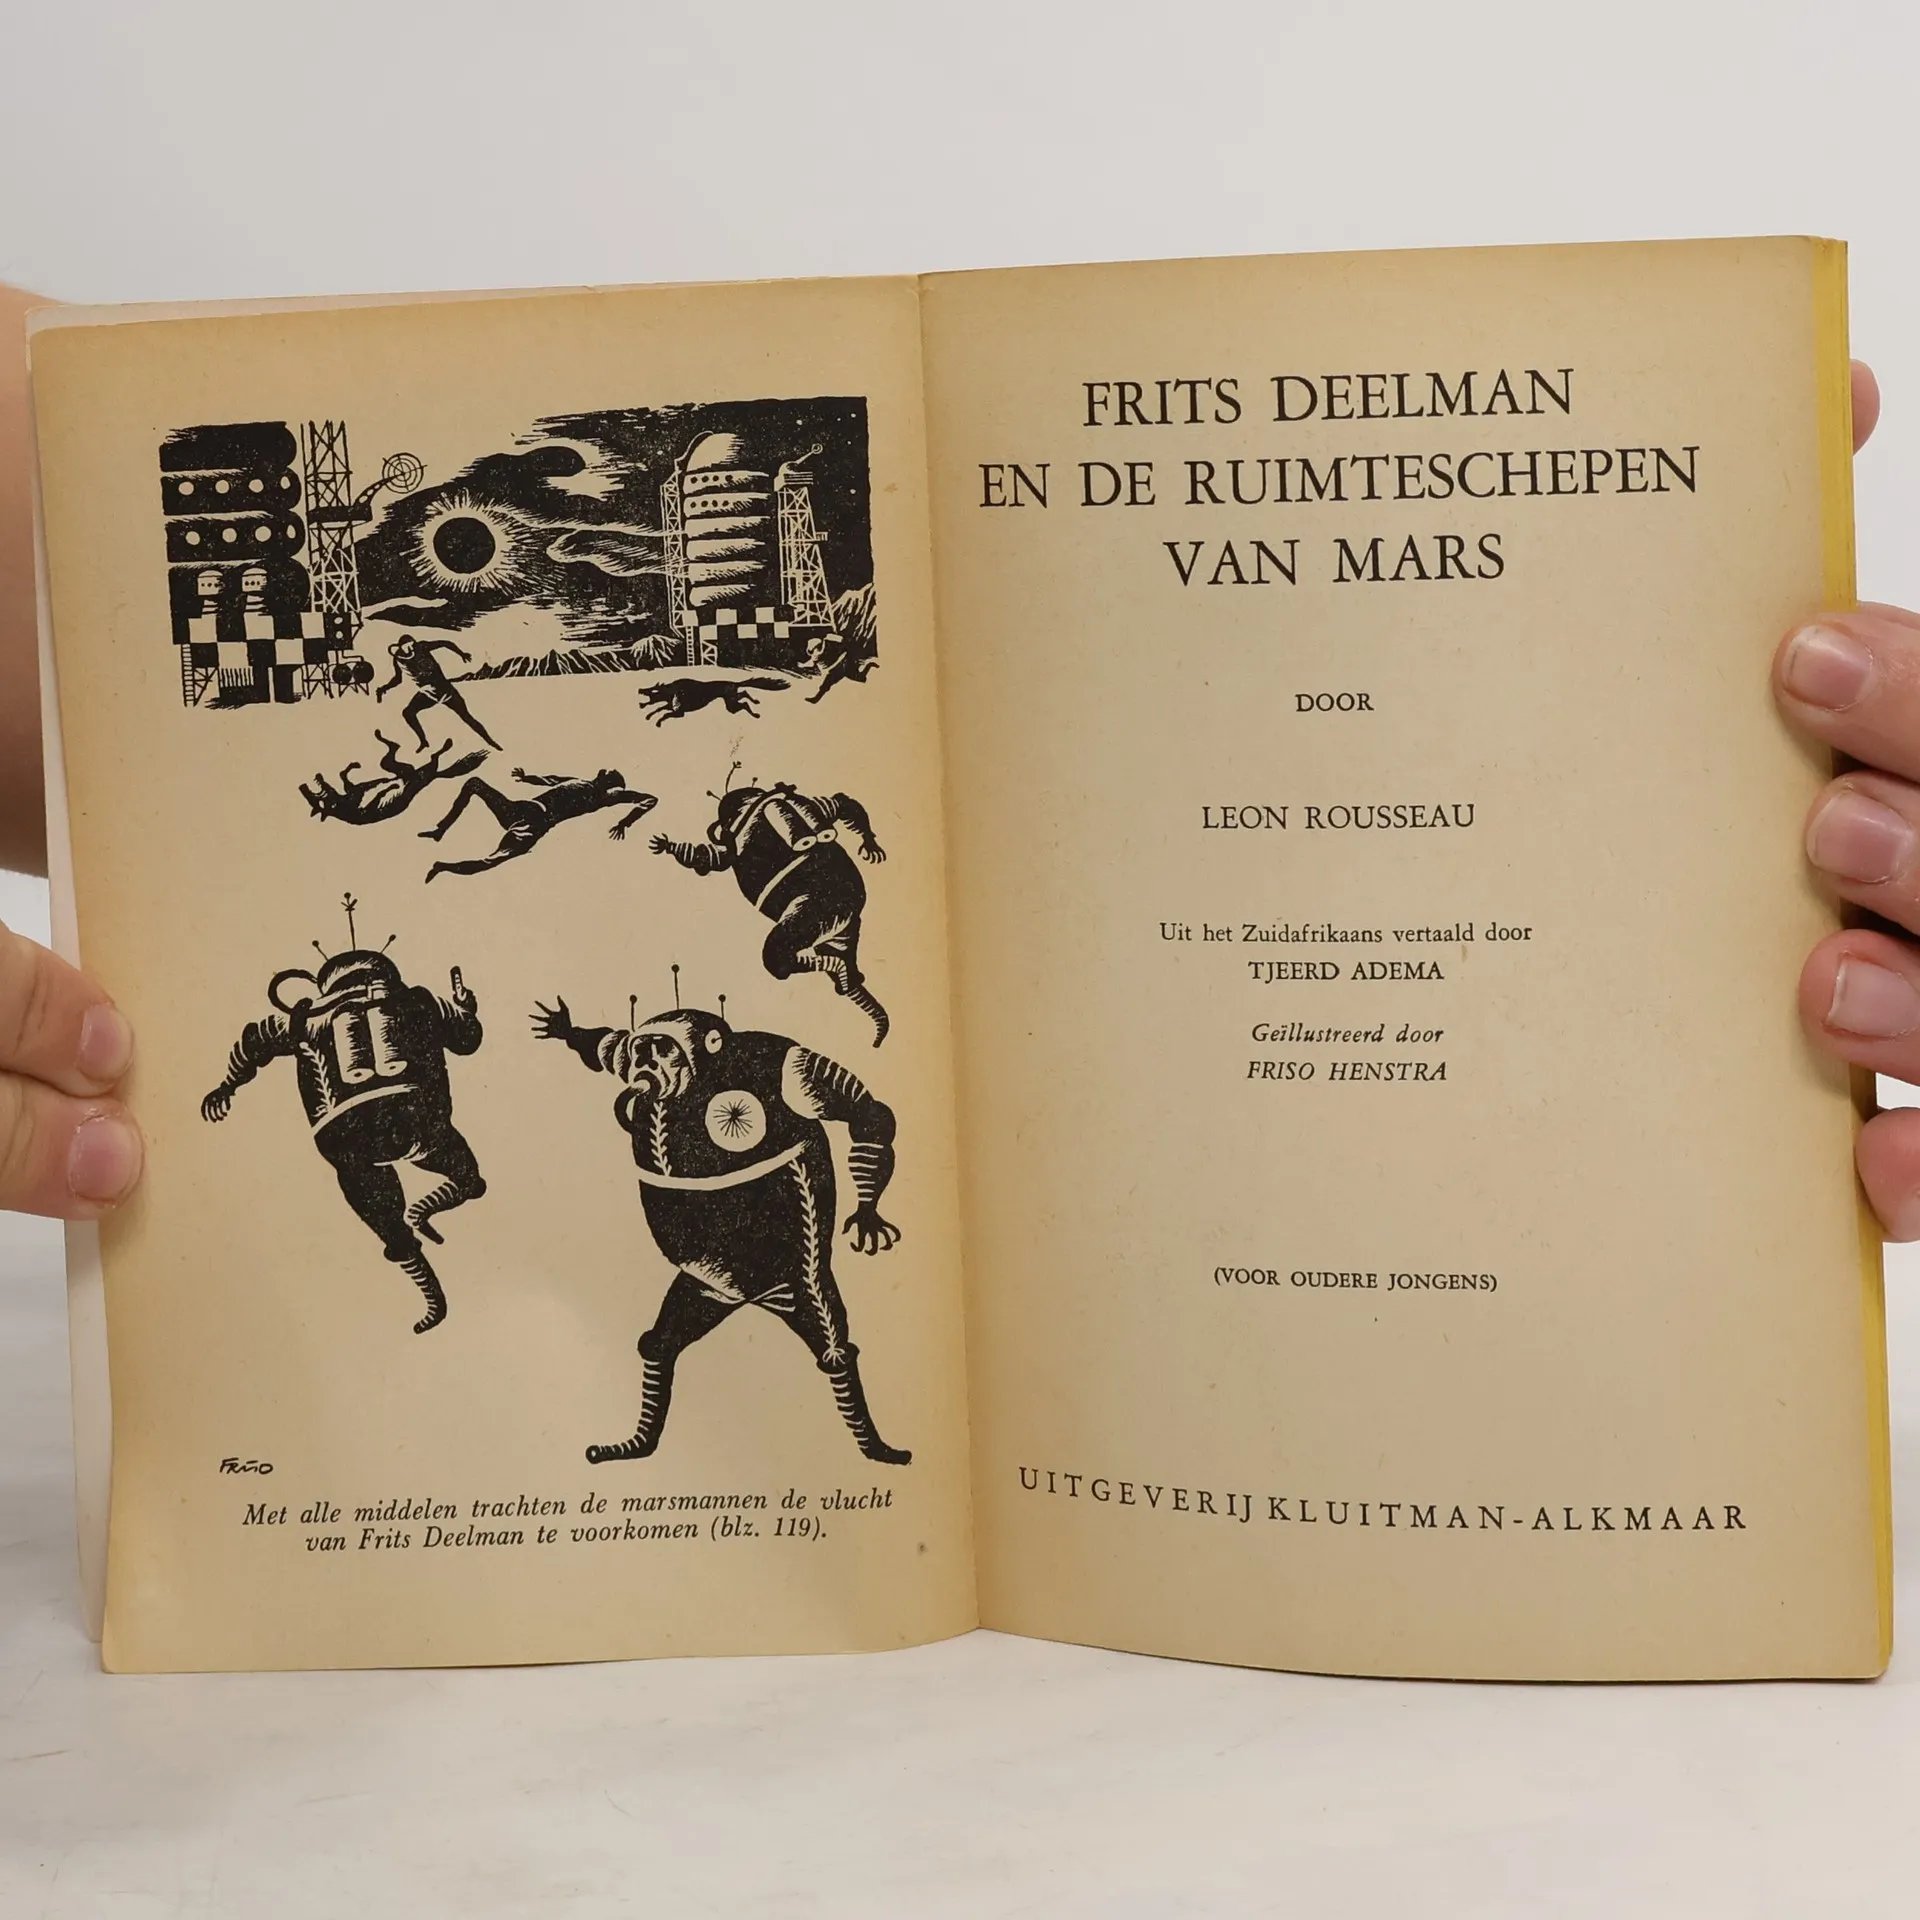 FRISO
Met alle middelen trachten de marsmannen de vlucht
van Frits Deelman te voorkomen (blz. 119).
FRITS DEELMAN
EN DE RUIMTESCHEPEN
VAN MARS
DOOR
LEON ROUSSEAU
Uit het Zuidafrikaans vertaald door
TJEERD ADEMA
Geïllustreerd door
FRISO HENSTRA
(VOOR OUDERE JONGENS)
UITGEVERIJ KLUITMAN-ALKMAAR